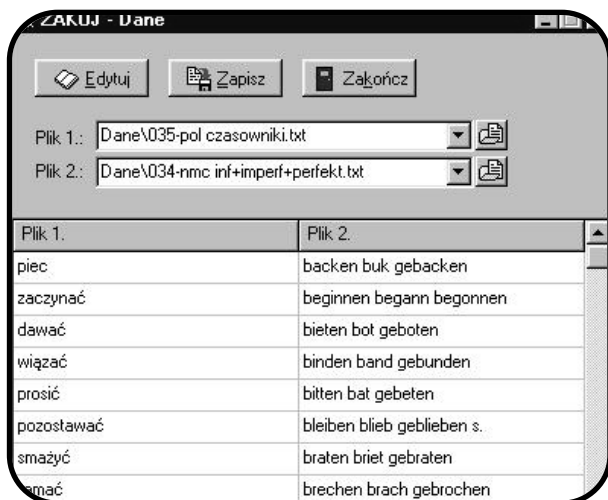 ZAKUJ - Dane
Edytuj Zapisz Zakończ
Plik 1.: Dane\035-pol czasowniki.txt
Plik 2.: Dane\034-nmc inf+imperf+perfekt.txt
Plik 1. Plik 2.
piec backen buk gebacken
zaczynać beginnen begann begonnen
dawać bieten bot geboten
wiązać binden band gebunden
prosić bitten bat gebeten
pozostawać bleiben blieb geblieben s.
smażyć braten briet gebraten
brechen brach gebrochen